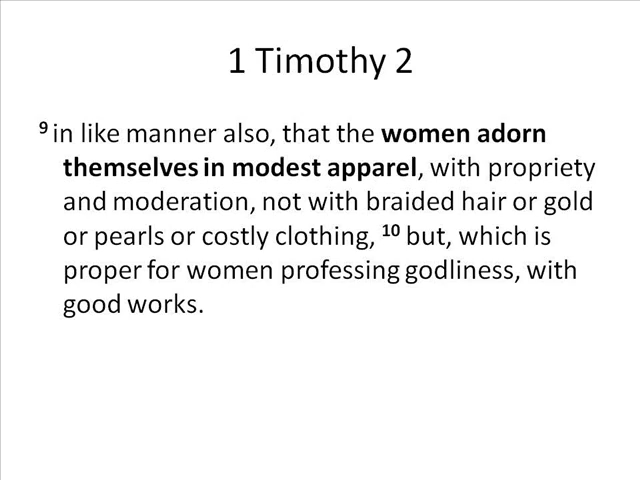 1 Timothy 2
9 in like manner also, that the women adorn
themselves in modest apparel, with propriety
and moderation, not with braided hair or gold
or pearls or costly clothing, 10 but, which is
proper for women professing godliness, with
good works.